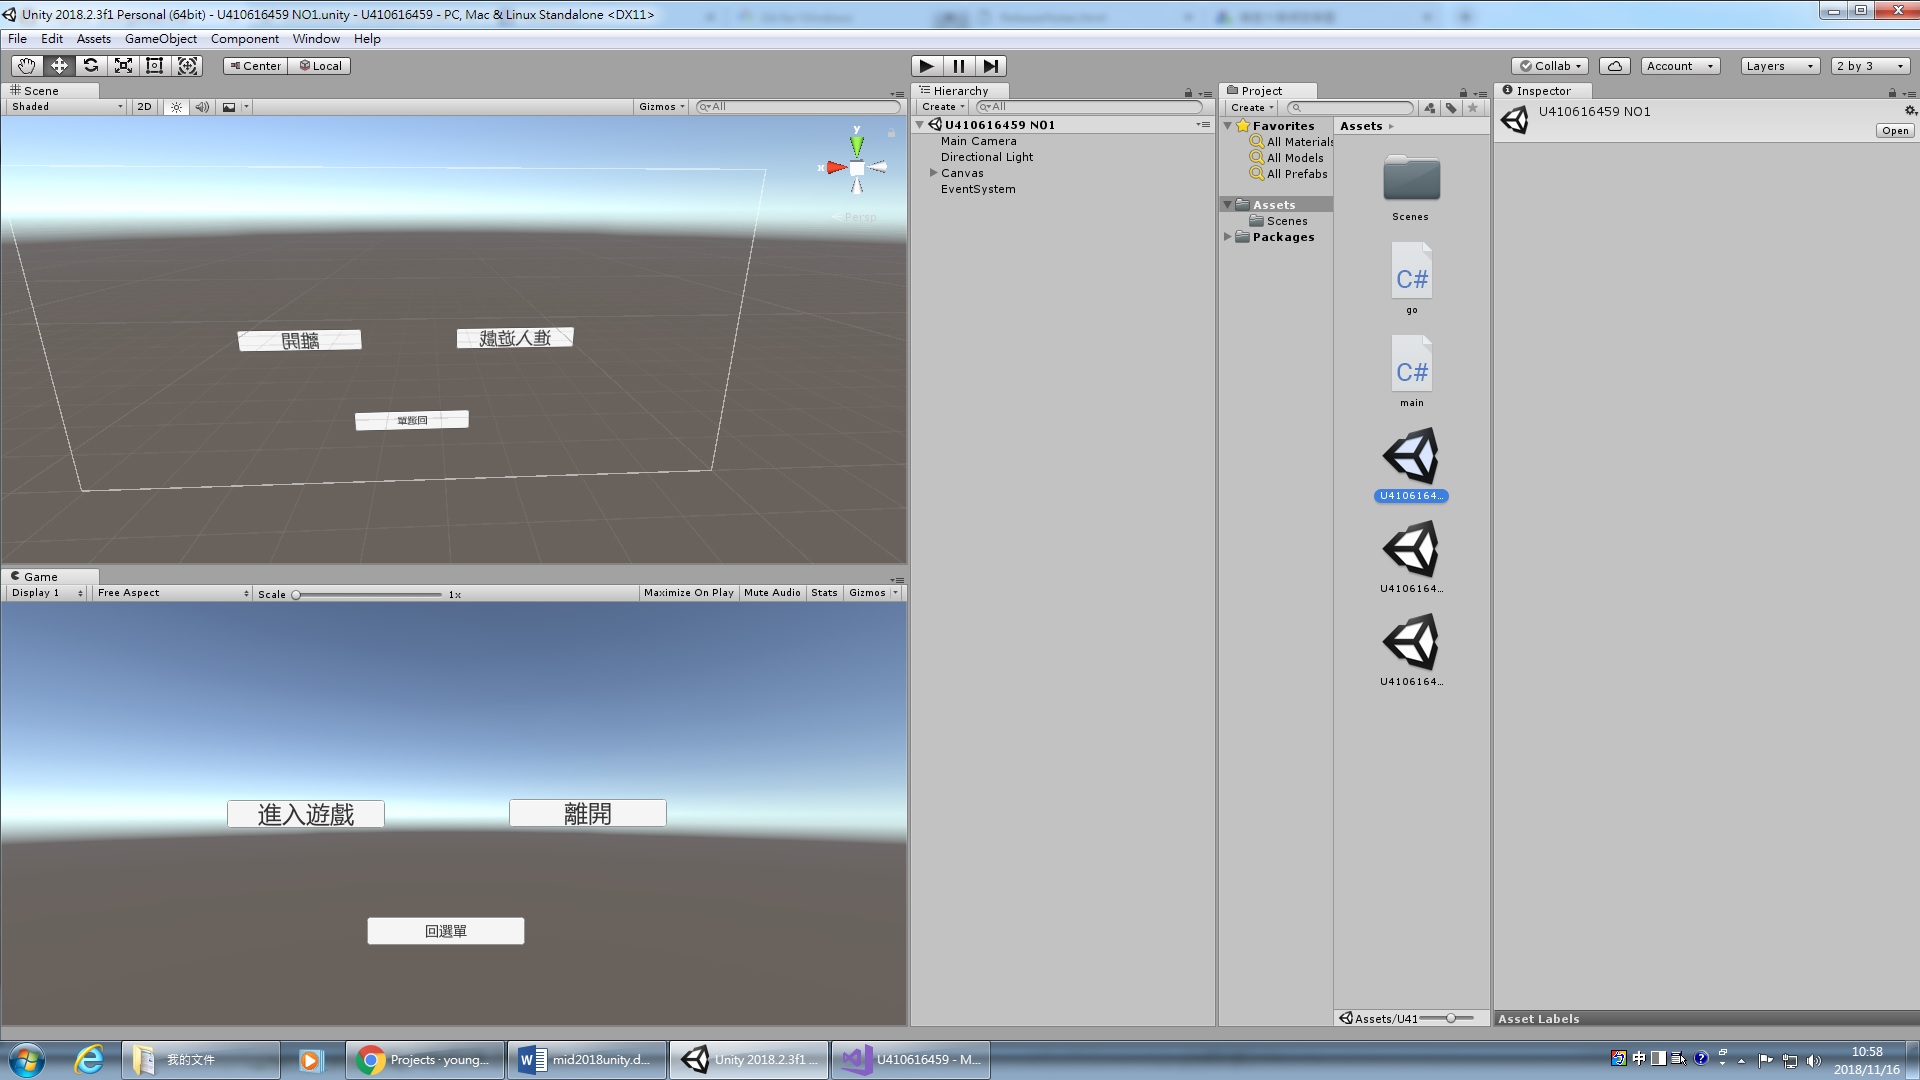 Unity 2018.2.3f1 Personal (64bit) - U410616459 NO1.unity - U410616459 - PC, Mac & Linux Standalone <DX11>
File Edit Assets GameObject Component Window Help
Center Local
Collab Account Layers 2 by 3
Scene
Shaded 2D Gizmos All
y
x
Persp
離開 進入遊戲
單選回
Game
Display 1 Free Aspect Scale 1x Maximize On Play Mute Audio Stats Gizmos
進入遊戲 離開
回選單
Hierarchy
Create All
U410616459 NO1
Main Camera
Directional Light
Canvas
EventSystem
Project
Create
Favorites
All Materials
All Models
All Prefabs
Assets
Scenes
Packages
Assets
Scenes
C#
go
C#
main
U4106164...
U4106164...
U4106164...
Assets/U41
Inspector
U410616459 NO1
Open
Asset Labels
我的文件
Projects · young...
mid2018unity.d...
Unity 2018.2.3f1 ...
U410616459 - M...
中
10:58
2018/11/16